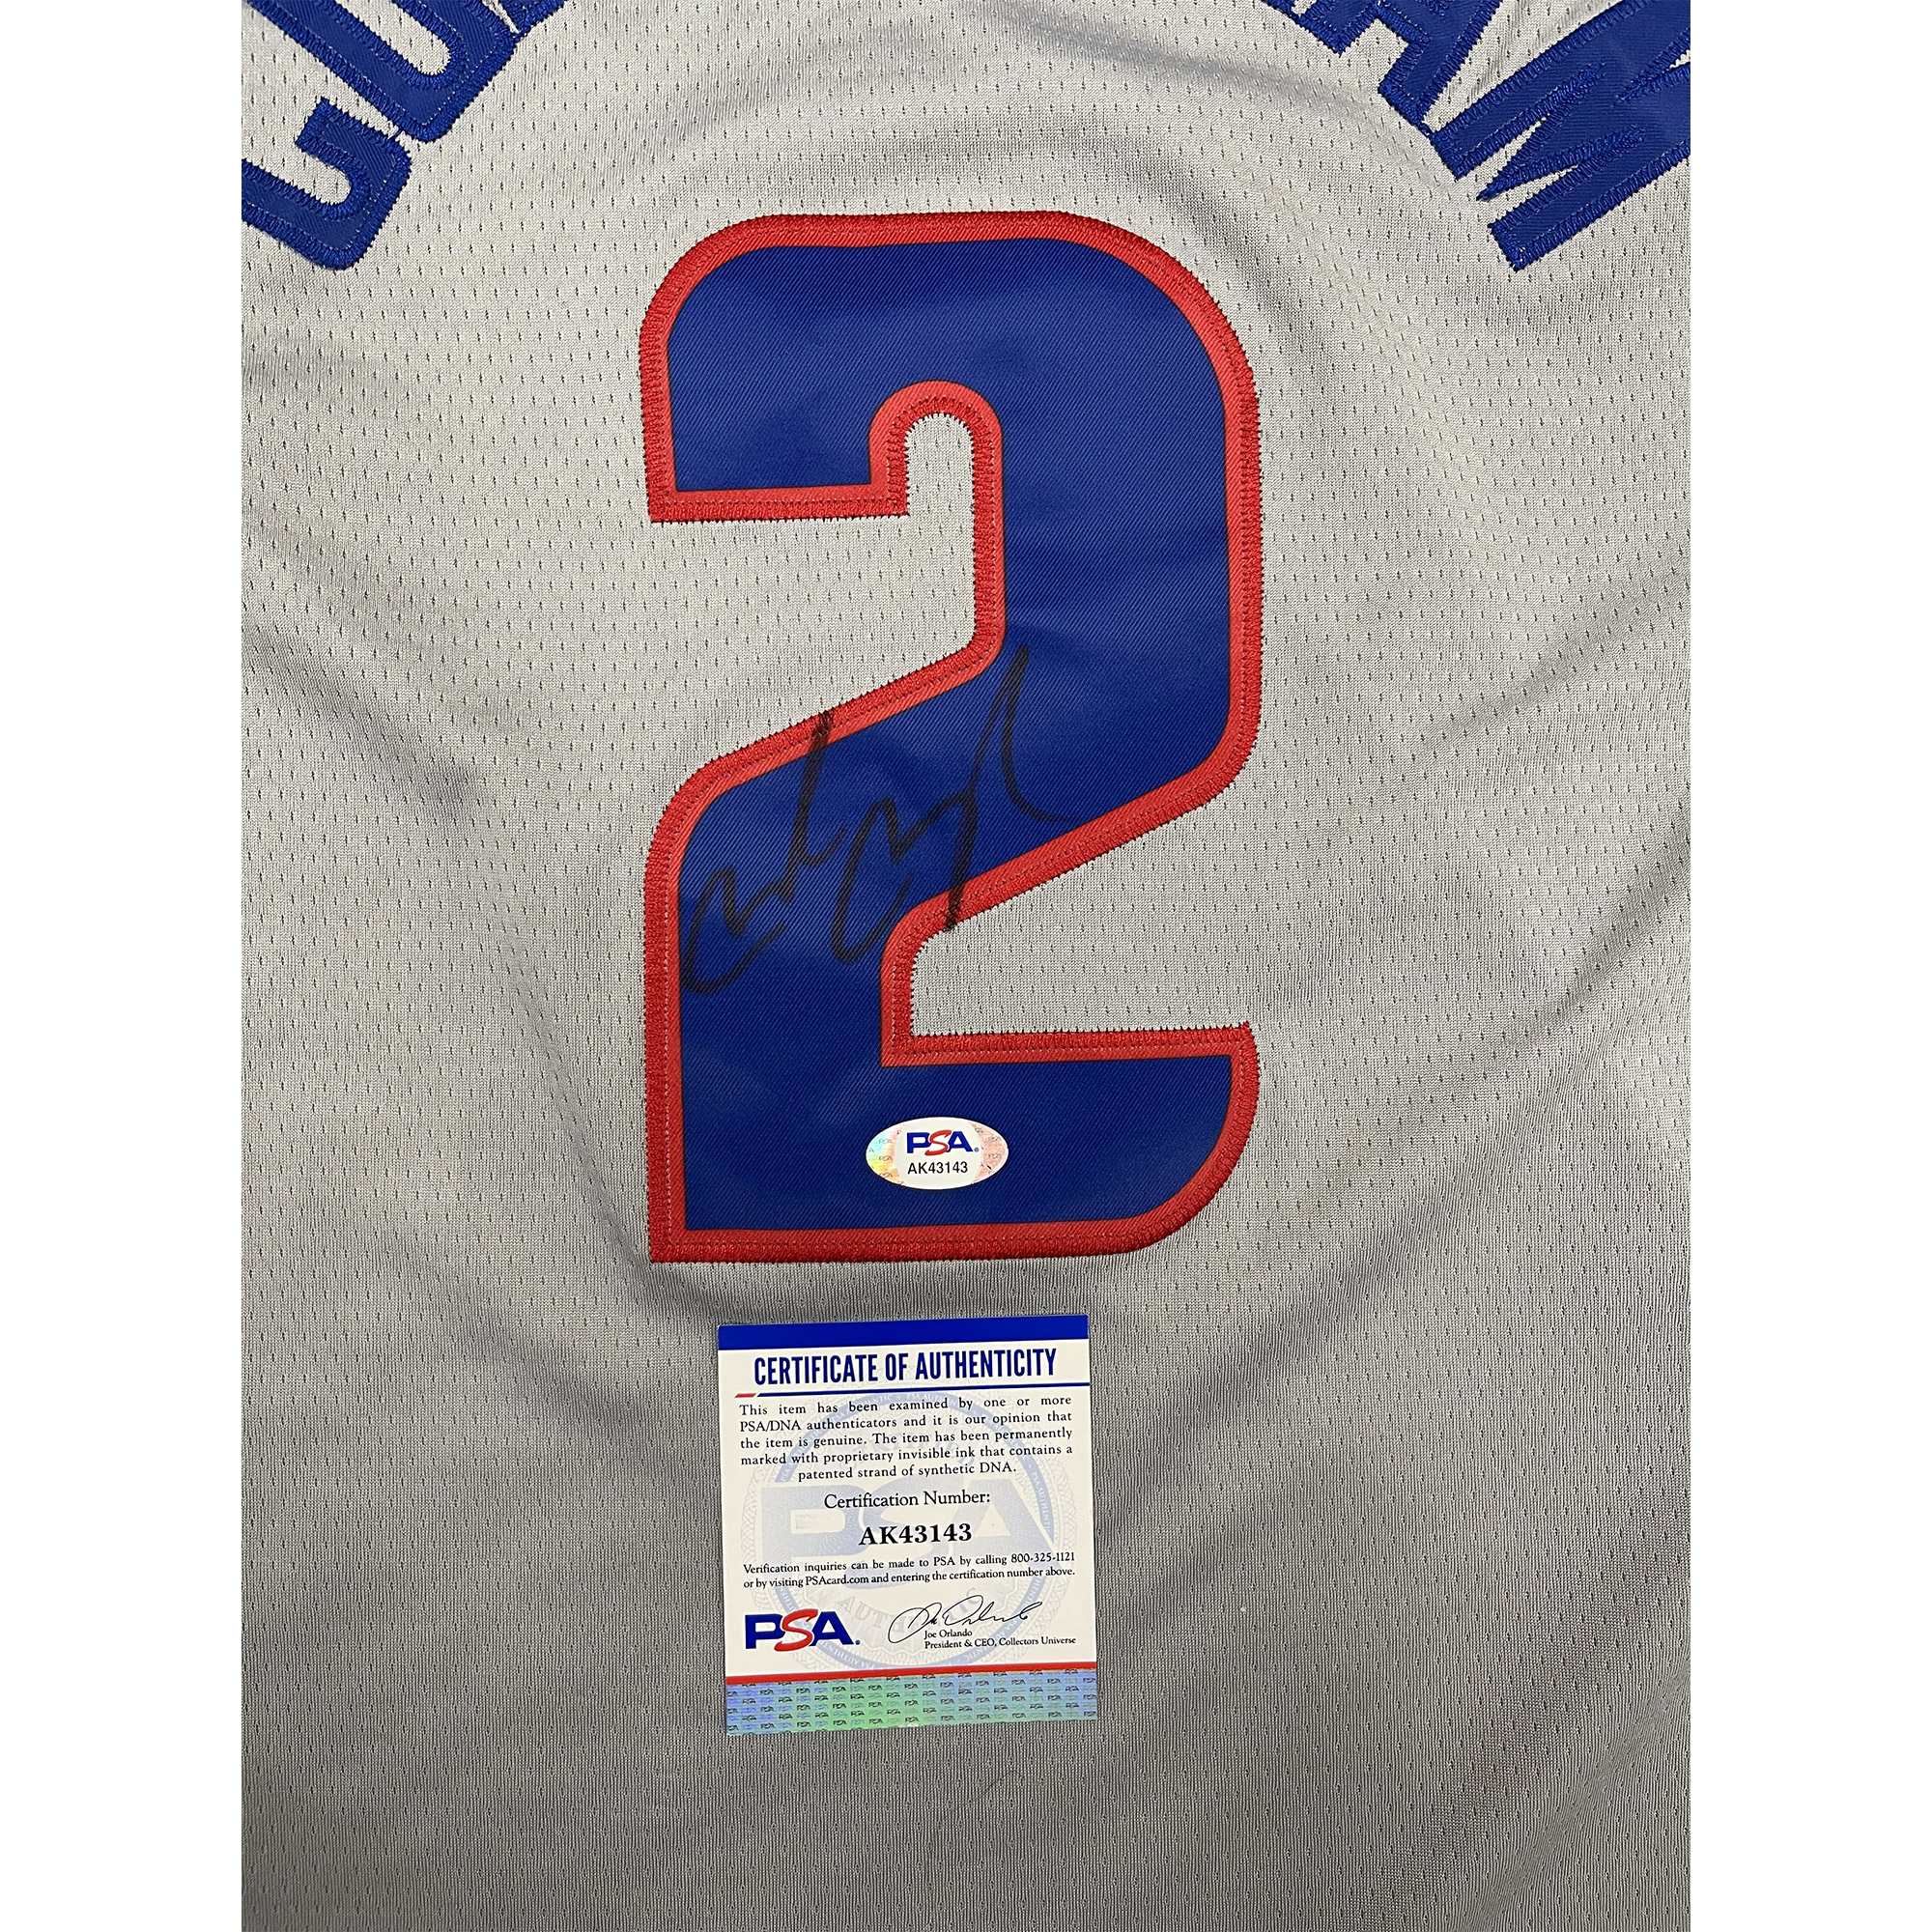 CU AM
2
PSA
AK43143
CERTIFICATE OF AUTHENTICITY
This item has been examined by one or more
PSA/DNA authenticators and it is our opinion that
the item is genuine. The item has been permanently
marked with proprietary invisible ink that contains a
patented strand of synthetic DNA.
Certification Number:
AK43143
Verification inquiries can be made to PSA by calling 800-325-1121
or by visiting PSAcard.com and entering the certification number above.
PSA.
Joe Orlando
President & CEO, Collectors Universe